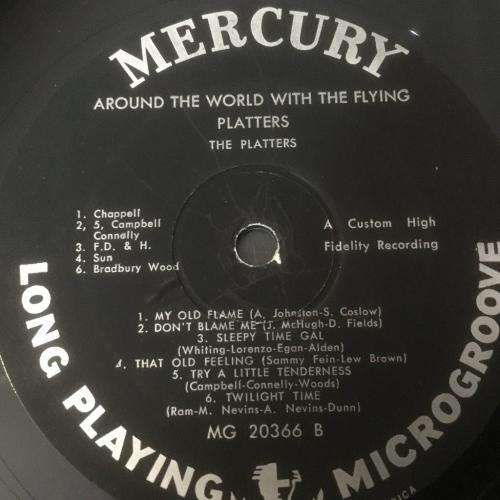 MERCURY
AROUND THE WORLD WITH THE FLYING
PLATTERS
THE PLATTERS
1. Chappell
2, 5, Campbell
Connelly
3. F.D. & H.
4. Sun
6. Bradbury Wood
A Custom High
Fidelity Recording
1. MY OLD FLAME (A. Johnston-S. Coslow)
2. DON'T BLAME ME (J. McHugh-D. Fields)
3. SLEEPY TIME GAL
(Whiting-Lorenzo-Egan-Alden)
4. THAT OLD FEELING (Sammy Fein-Lew Brown)
5. TRY A LITTLE TENDERNESS
(Campbell-Connelly-Woods)
6. TWILIGHT TIME
(Ram-M. Nevins-A. Nevins-Dunn)
MG 20366 B
LONG PLAYING MICROGROOVE